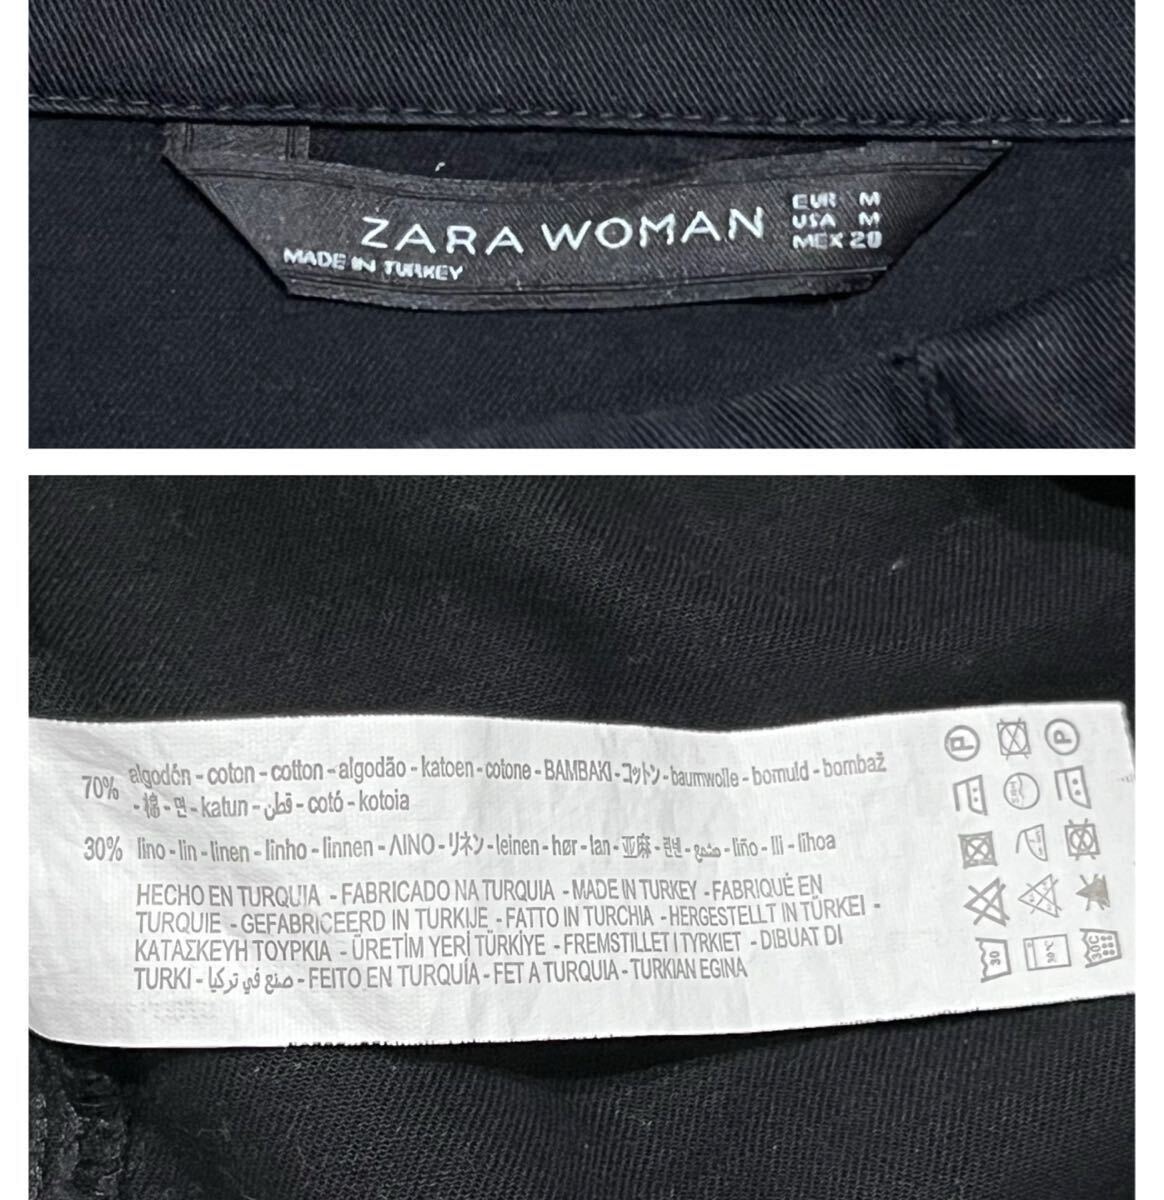 ZARA WOMAN
MADE IN TURKEY
EUR M
USA M
MEX 28
70% algodón - coton - cotton - algodão - katoen - cotone - ΒΑΜΒΑΚΙ - コットン - baumwolle - bomuld - bombaž
- 棉 - 면 - katun - قطن - cotó - kotoia
30% lino - lin - linen - linho - linnen - ΛΙΝΟ - リネン - leinen - hør - lan - 亚麻 - 린넨 - - liño - lli - lihoa
HECHO EN TURQUIA - FABRICADO NA TURQUIA - MADE IN TURKEY - FABRIQUÉ EN
TURQUIE - GEFABRICEERD IN TURKIJE - FATTO IN TURCHIA - HERGESTELLT IN TÜRKEI -
ΚΑΤΑΣΚΕΥΗ ΤΟΥΡΚΙΑ - ÜRETİM YERİ TÜRKİYE - FREMSTILLET I TYRKIET - DIBUAT DI
TURKI - صنع في تركيا - FEITO EN TURQUÍA - FET A TURQUIA - TURKIAN EGINA
P P
30 30°C 30C